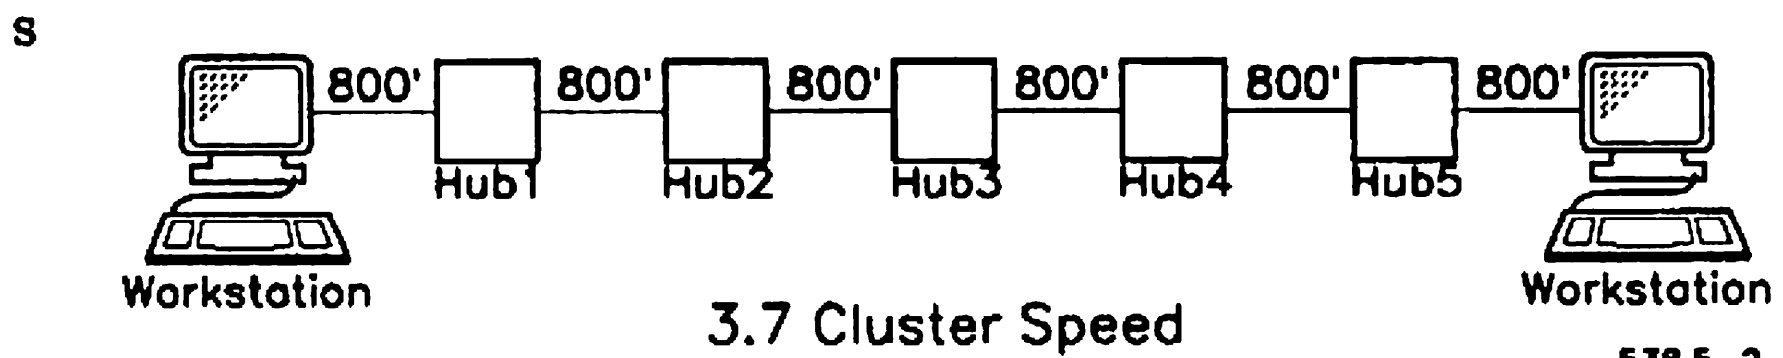 S
800' 800' 800' 800' 800' 800'
Hub1 Hub2 Hub3 Hub4 Hub5
Workstation Workstation
3.7 Cluster Speed